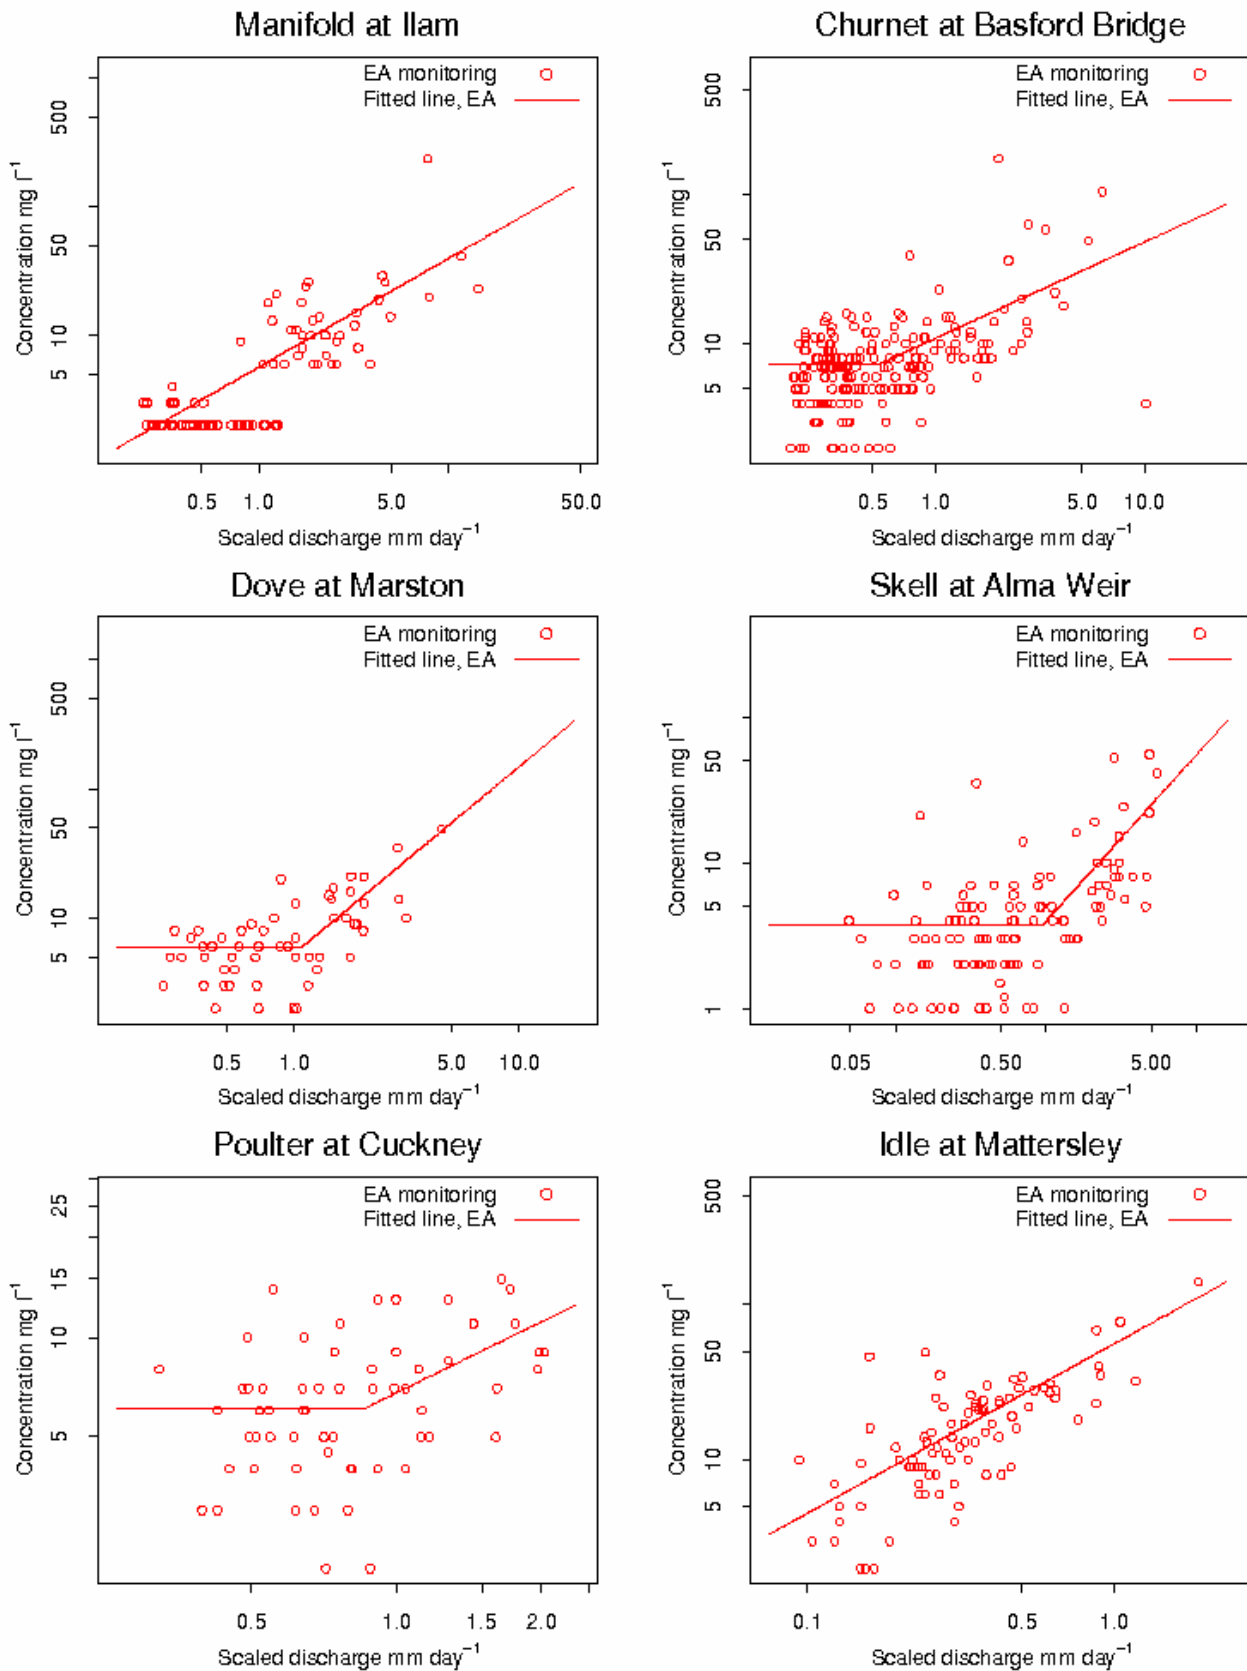 Manifold at Ilam
EA monitoring
Fitted line, EA
500
50
10
5
Concentration mg l⁻¹
0.5 1.0 5.0 50.0
Scaled discharge mm day⁻¹
Churnet at Basford Bridge
EA monitoring
Fitted line, EA
500
50
10
5
Concentration mg l⁻¹
0.5 1.0 5.0 10.0
Scaled discharge mm day⁻¹
Dove at Marston
EA monitoring
Fitted line, EA
500
50
10
5
Concentration mg l⁻¹
0.5 1.0 5.0 10.0
Scaled discharge mm day⁻¹
Skell at Alma Weir
EA monitoring
Fitted line, EA
50
10
5
1
Concentration mg l⁻¹
0.05 0.50 5.00
Scaled discharge mm day⁻¹
Poulter at Cuckney
EA monitoring
Fitted line, EA
25
15
10
5
Concentration mg l⁻¹
0.5 1.0 1.5 2.0
Scaled discharge mm day⁻¹
Idle at Mattersley
EA monitoring
Fitted line, EA
500
50
10
5
Concentration mg l⁻¹
0.1 0.5 1.0
Scaled discharge mm day⁻¹